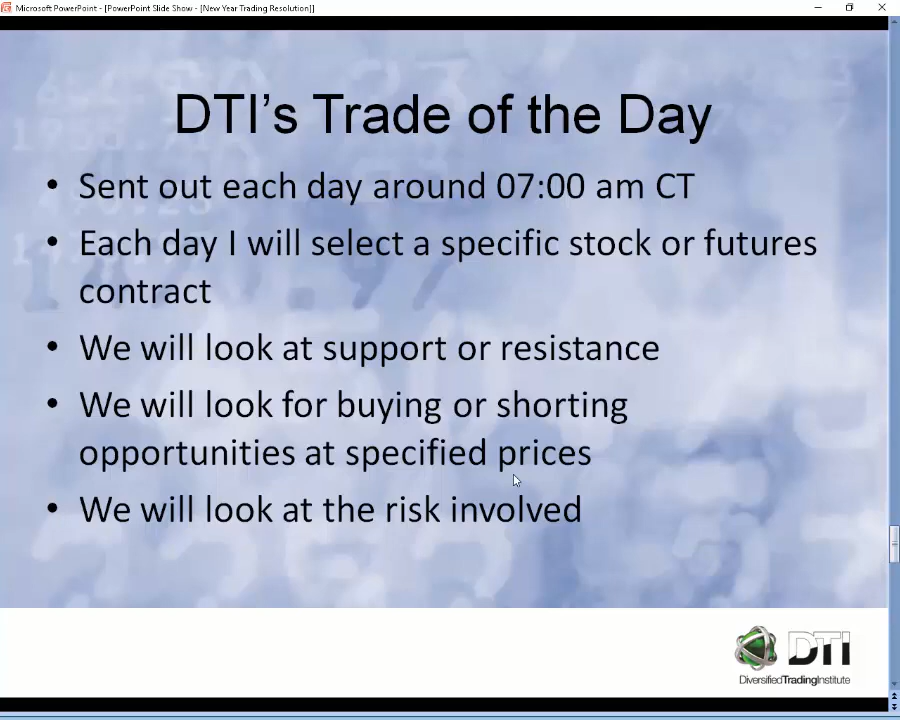 Microsoft PowerPoint - [PowerPoint Slide Show - [New Year Trading Resolution]]
DTI's Trade of the Day
• Sent out each day around 07:00 am CT
• Each day I will select a specific stock or futures
contract
• We will look at support or resistance
• We will look for buying or shorting
opportunities at specified prices
• We will look at the risk involved
DTI
DiversifiedTradingInstitute